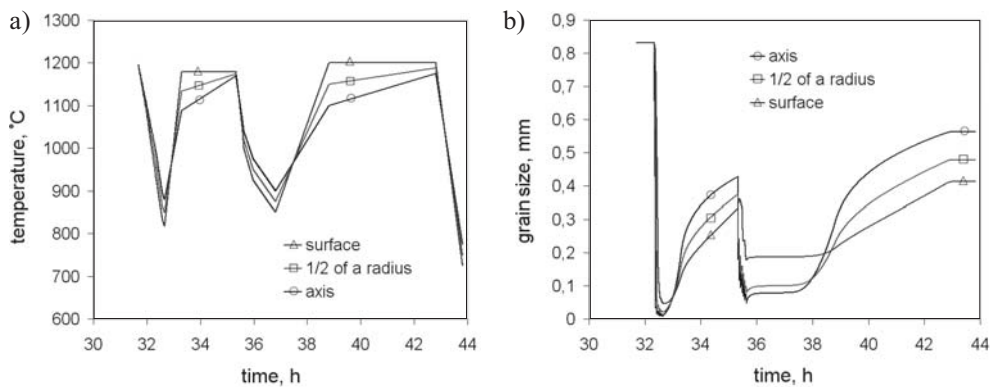 a)
1300
1200
1100
1000
900
800
700
600
temperature, ˚C
surface
1/2 of a radius
axis
30 32 34 36 38 40 42 44
time, h
b)
0,9
0,8
0,7
0,6
0,5
0,4
0,3
0,2
0,1
0
grain size, mm
axis
1/2 of a radius
surface
30 32 34 36 38 40 42 44
time, h